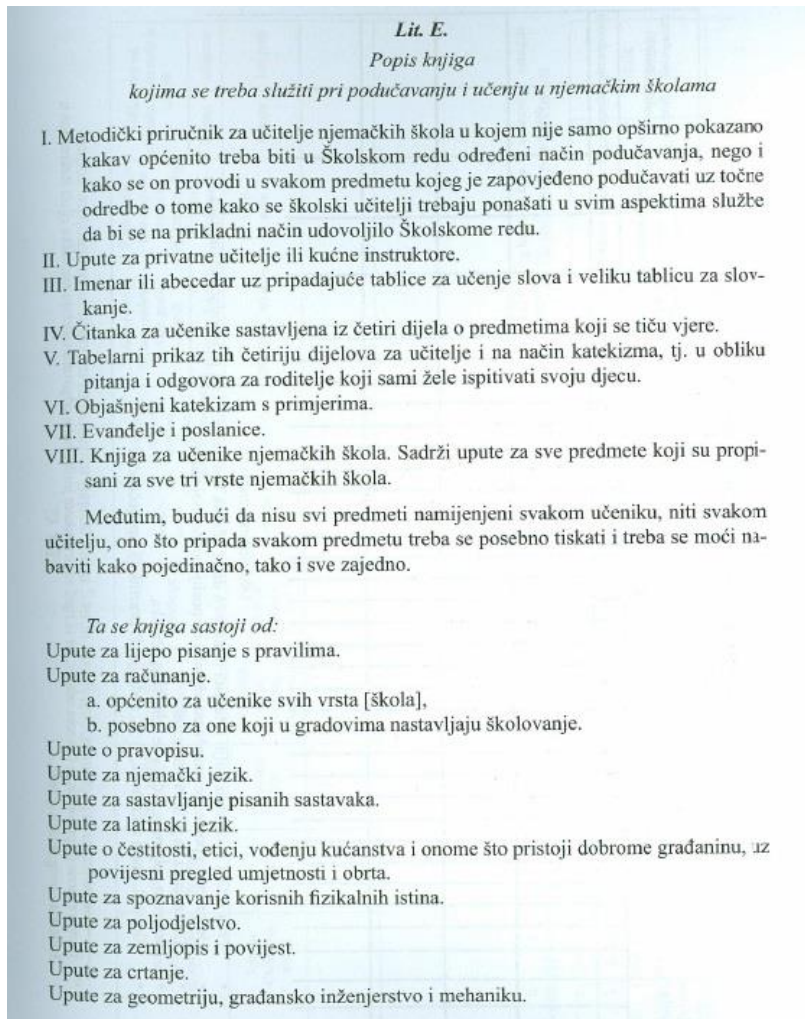 Lit. E.
Popis knjiga
kojima se treba služiti pri podučavanju i učenju u njemačkim školama
I. Metodički priručnik za učitelje njemačkih škola u kojem nije samo opširno pokazano
kakav općenito treba biti u Školskom redu određeni način podučavanja, nego i
kako se on provodi u svakom predmetu kojeg je zapovjeđeno podučavati uz točne
odredbe o tome kako se školski učitelji trebaju ponašati u svim aspektima službe
da bi se na prikladni način udovoljilo Školskome redu.
II. Upute za privatne učitelje ili kućne instruktore.
III. Imenar ili abecedar uz pripadajuće tablice za učenje slova i veliku tablicu za slov-
kanje.
IV. Čitanka za učenike sastavljena iz četiri dijela o predmetima koji se tiču vjere.
V. Tabelarni prikaz tih četiriju dijelova za učitelje i na način katekizma, tj. u obliku
pitanja i odgovora za roditelje koji sami žele ispitivati svoju djecu.
VI. Objašnjeni katekizam s primjerima.
VII. Evanđelje i poslanice.
VIII. Knjiga za učenike njemačkih škola. Sadrži upute za sve predmete koji su propi-
sani za sve tri vrste njemačkih škola.
Međutim, budući da nisu svi predmeti namijenjeni svakom učeniku, niti svakom
učitelju, ono što pripada svakom predmetu treba se posebno tiskati i treba se moći na-
baviti kako pojedinačno, tako i sve zajedno.
Ta se knjiga sastoji od:
Upute za lijepo pisanje s pravilima.
Upute za računanje.
a. općenito za učenike svih vrsta [škola],
b. posebno za one koji u gradovima nastavljaju školovanje.
Upute o pravopisu.
Upute za njemački jezik.
Upute za sastavljanje pisanih sastavaka.
Upute za latinski jezik.
Upute o čestitosti, etici, vođenju kućanstva i onome što pristoji dobrome građaninu, uz
povijesni pregled umjetnosti i obrta.
Upute za spoznavanje korisnih fizikalnih istina.
Upute za poljodjelstvo.
Upute za zemljopis i povijest.
Upute za crtanje.
Upute za geometriju, građansko inženjerstvo i mehaniku.